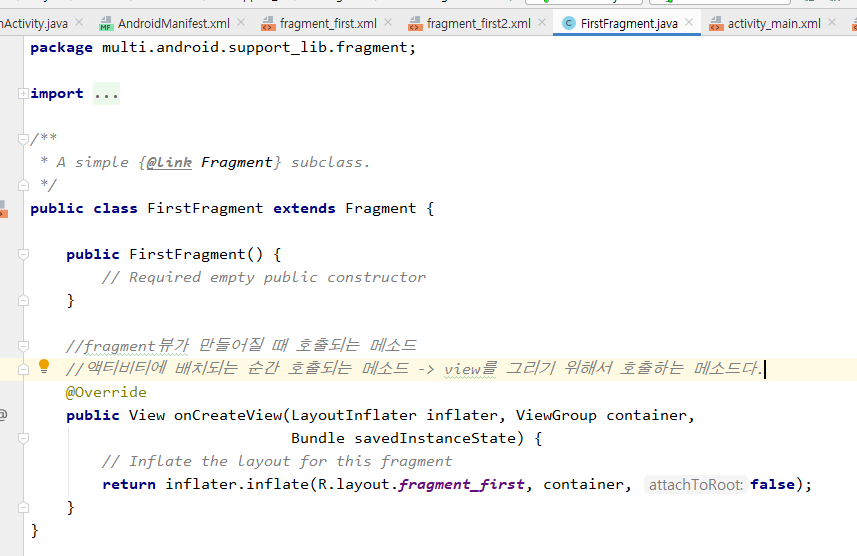 Activity.java AndroidManifest.xml fragment_first.xml fragment_first2.xml FirstFragment.java activity_main.xml
package multi.android.support_lib.fragment;
import ...
/**
* A simple {@link Fragment} subclass.
*/
public class FirstFragment extends Fragment {
public FirstFragment() {
// Required empty public constructor
}
//fragment뷰가 만들어질 때 호출되는 메소드
//액티비티에 배치되는 순간 호출되는 메소드 -> view를 그리기 위해서 호출하는 메소드다.
@Override
public View onCreateView(LayoutInflater inflater, ViewGroup container,
Bundle savedInstanceState) {
// Inflate the layout for this fragment
return inflater.inflate(R.layout.fragment_first, container, attachToRoot: false);
}
}